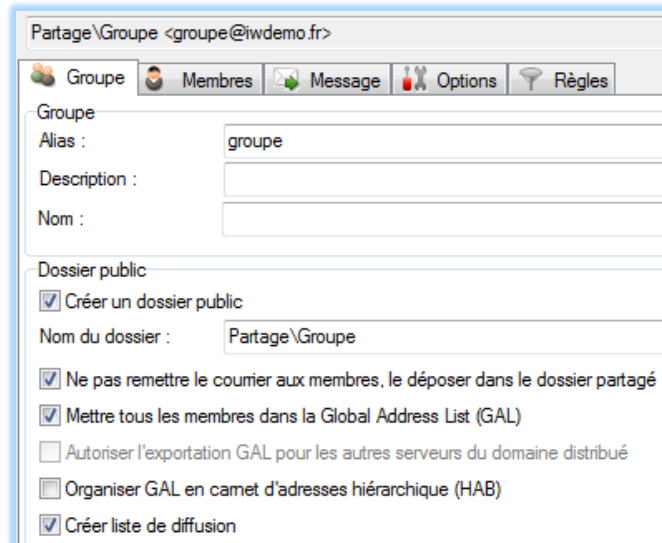 Partage\Groupe <groupe@iwdemo.fr>
Groupe Membres Message Options Règles
Groupe
Alias : groupe
Description :
Nom :
Dossier public
Créer un dossier public
Nom du dossier : Partage\Groupe
Ne pas remettre le courrier aux membres, le déposer dans le dossier partagé
Mettre tous les membres dans la Global Address List (GAL)
Autoriser l'exportation GAL pour les autres serveurs du domaine distribué
Organiser GAL en carnet d'adresses hiérarchique (HAB)
Créer liste de diffusion